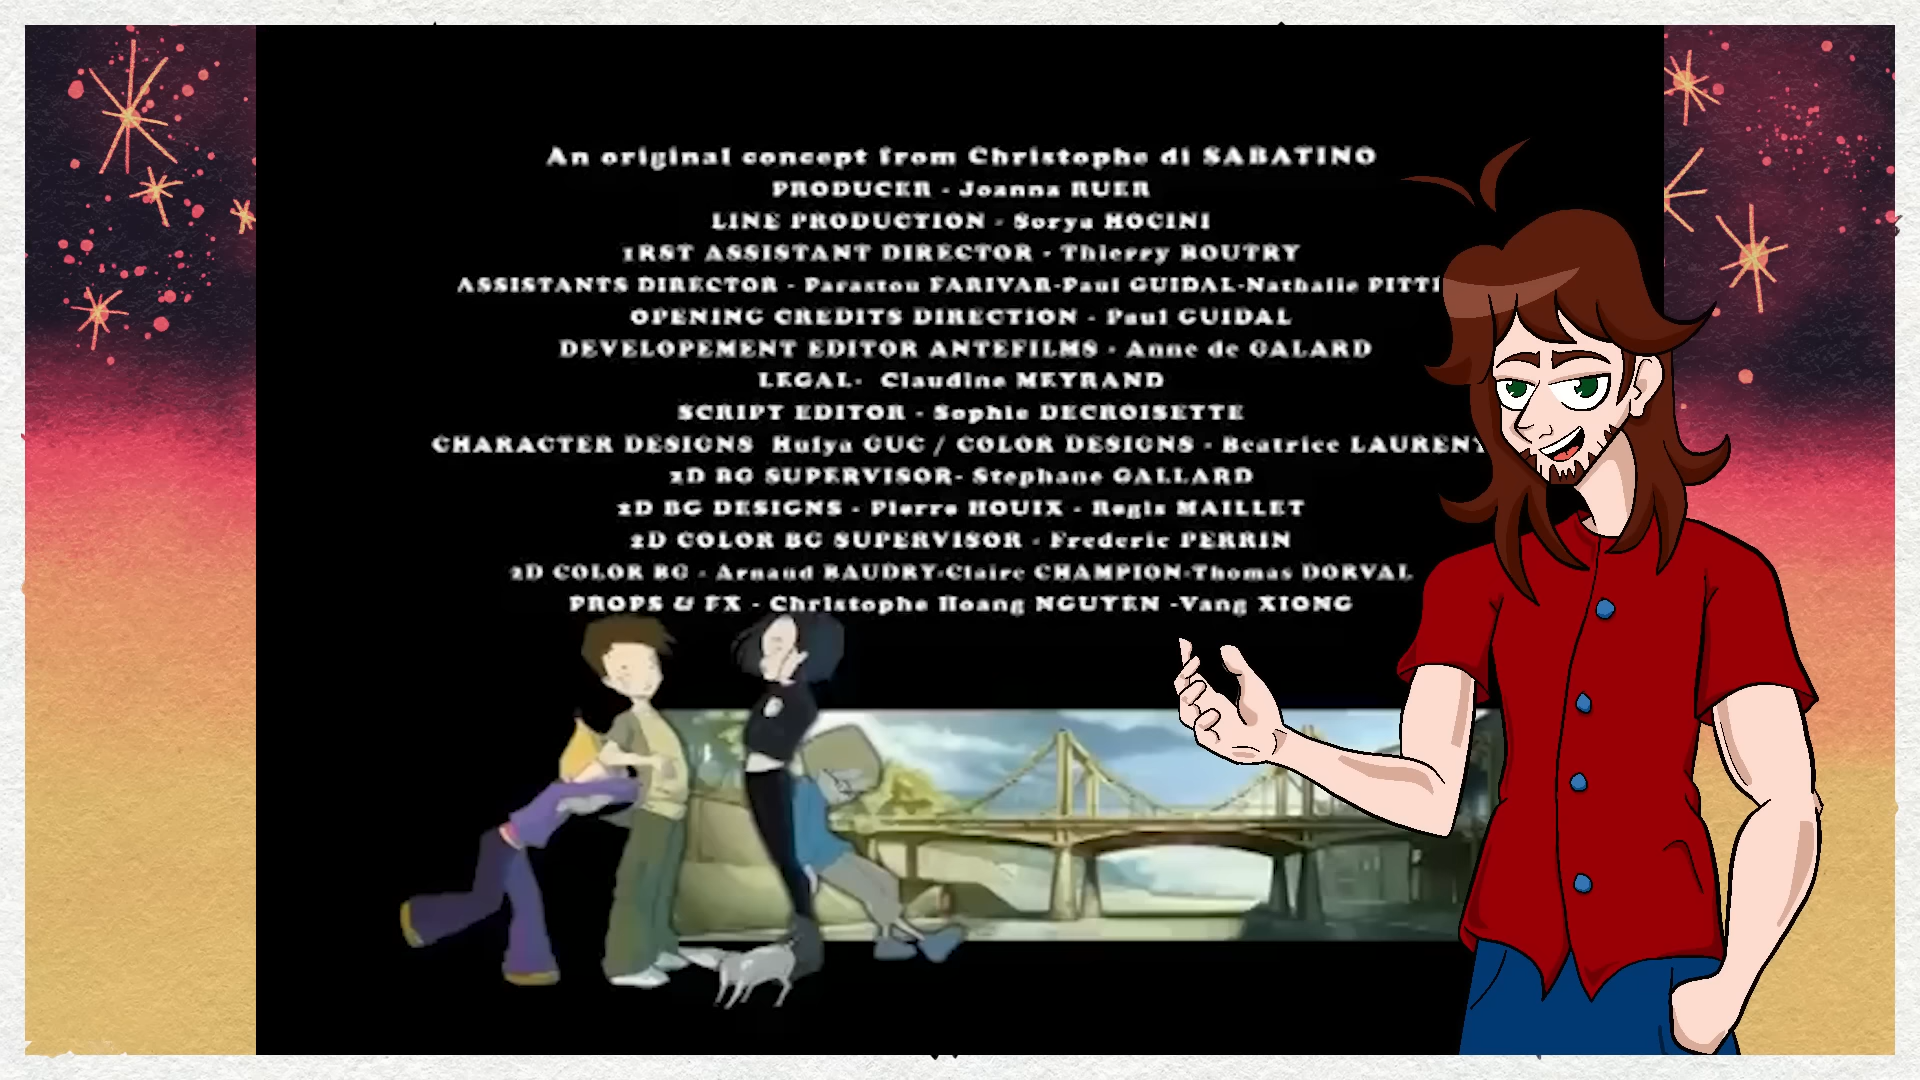 An original concept from Christophe di SABATINO
PRODUCER - Joanna RUER
LINE PRODUCTION - Sorya HOCINI
1RST ASSISTANT DIRECTOR - Thierry BOUTRY
ASSISTANTS DIRECTOR - Parastou FARIVAR-Paul GUIDAL-Nathalie PITTI
OPENING CREDITS DIRECTION - Paul GUIDAL
DEVELOPEMENT EDITOR ANTEFILMS - Anne de GALARD
LEGAL- Claudine MEYRAND
SCRIPT EDITOR - Sophie DECROISETTE
CHARACTER DESIGNS Hulya GUC / COLOR DESIGNS - Beatrice LAURENT
2D BG SUPERVISOR- Stephane GALLARD
2D BG DESIGNS - Pierre HOUIX - Regis MAILLET
2D COLOR BG SUPERVISOR - Frederic PERRIN
2D COLOR BG - Arnaud BAUDRY-Claire CHAMPION-Thomas DORVAL
PROPS & FX - Christophe Hoang NGUYEN -Vang XIONG